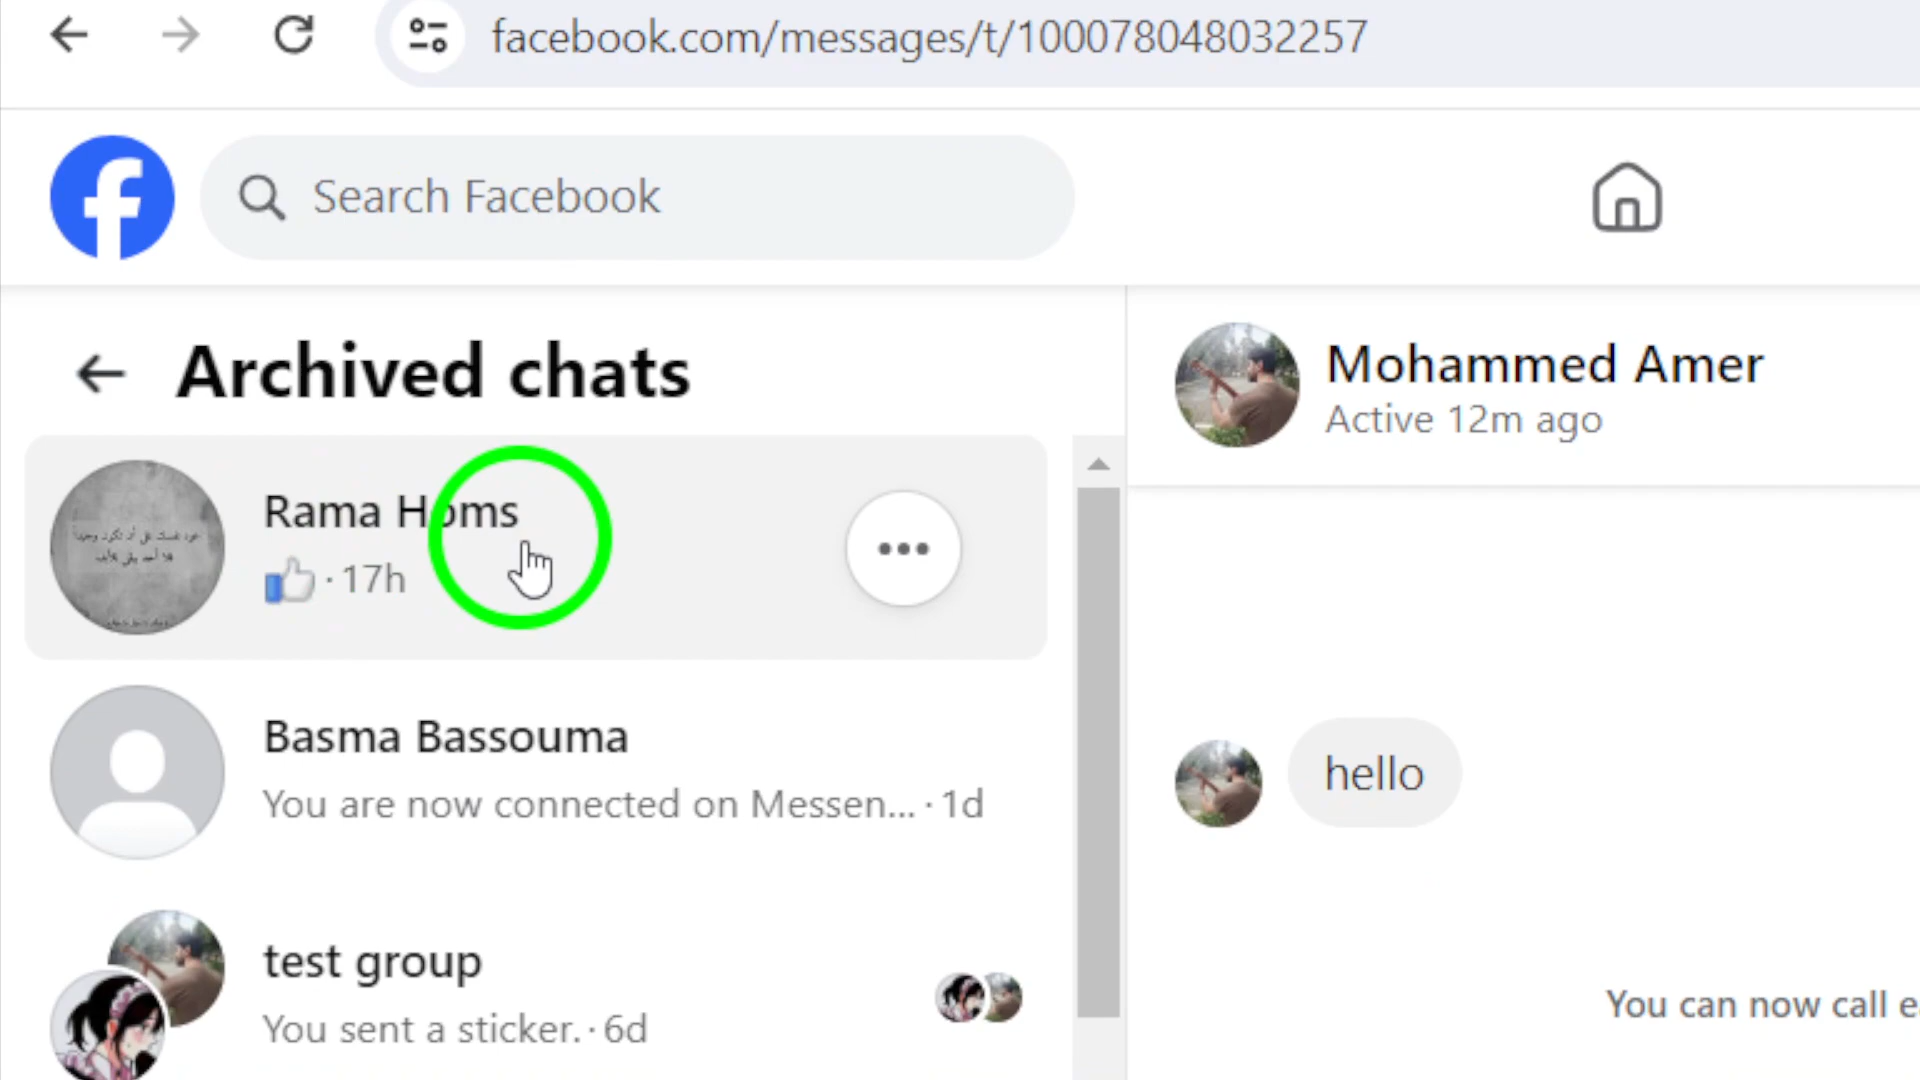 facebook.com/messages/t/100078048032257
Search Facebook
Archived chats
Rama Homs
· 17h
Basma Bassouma
You are now connected on Messen... · 1d
test group
You sent a sticker. · 6d
Mohammed Amer
Active 12m ago
hello
You can now call e